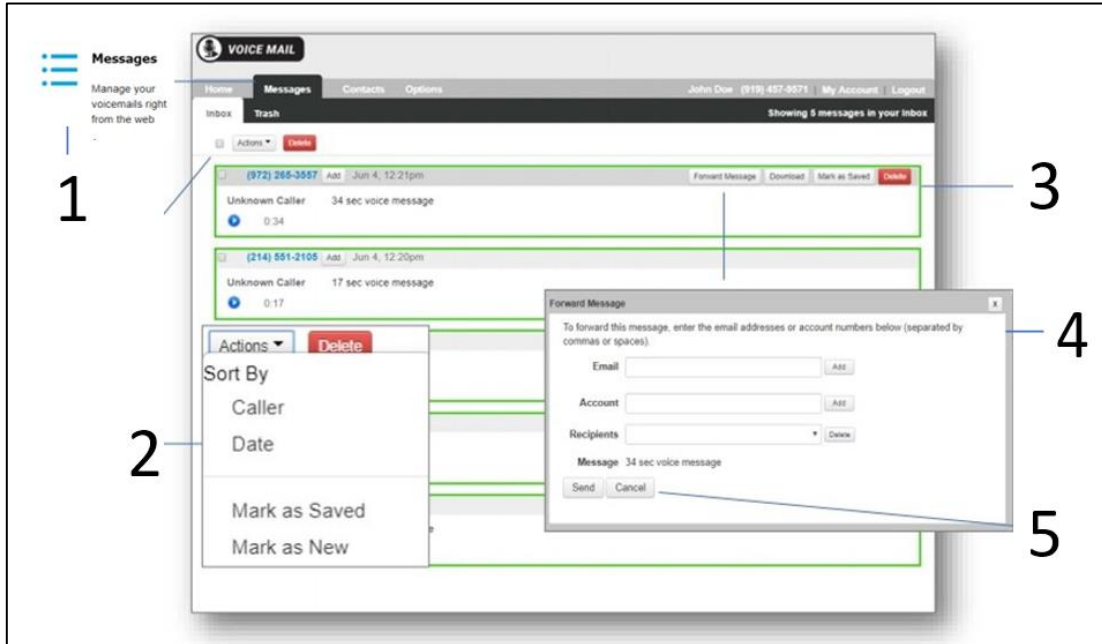 VOICE MAIL
Messages
Manage your
voicemails right
from the web
.
1
Home Messages Contacts Options John Doe (919) 457-9571 | My Account | Logout
Inbox Trash Showing 5 messages in your inbox
Actions Delete
(972) 265-3557 Add Jun 4, 12:21pm Forward Message Download Mark as Saved Delete
3
Unknown Caller 34 sec voice message
0:34
(214) 551-2105 Add Jun 4, 12:20pm
Unknown Caller 17 sec voice message
0:17
Actions Delete
Sort By
Caller
Date
2
Mark as Saved
Mark as New
Forward Message x
4
To forward this message, enter the email addresses or account numbers below (separated by
commas or spaces).
Email Add
Account Add
Recipients Delete
Message 34 sec voice message
Send Cancel
5
e